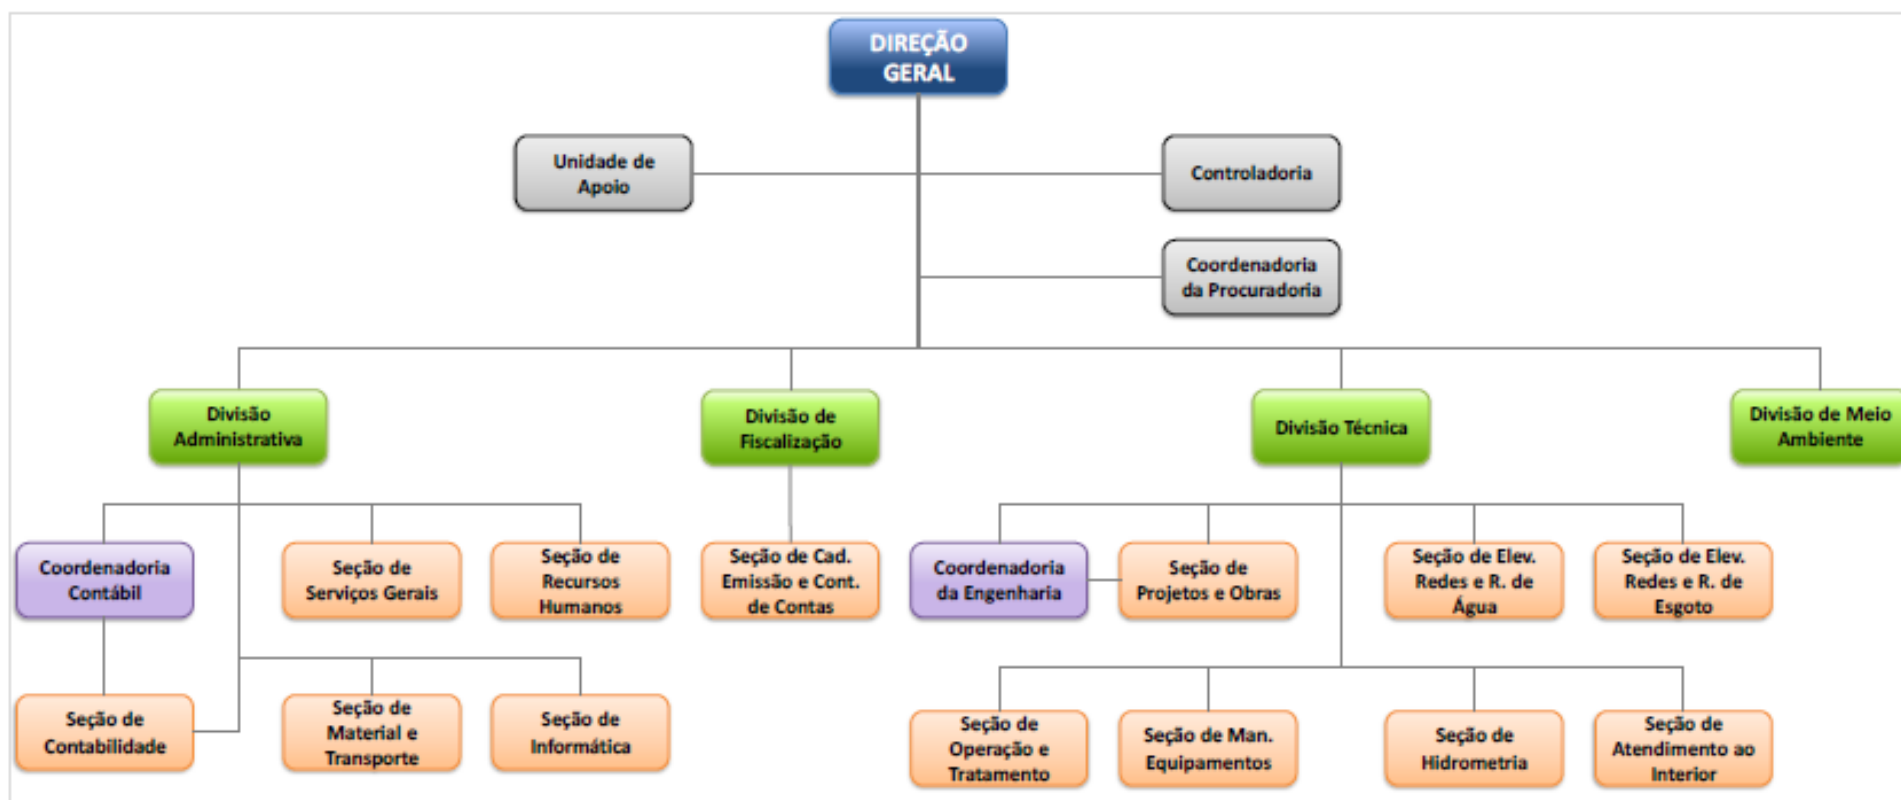 DIREÇÃO
GERAL
Unidade de
Apoio
Controladoria
Coordenadoria
da Procuradoria
Divisão
Administrativa
Divisão de
Fiscalização
Divisão Técnica
Divisão de Meio
Ambiente
Coordenadoria
Contábil
Seção de
Serviços Gerais
Seção de
Recursos
Humanos
Seção de Cad.
Emissão e Cont.
de Contas
Coordenadoria
da Engenharia
Seção de
Projetos e Obras
Seção de Elev.
Redes e R. de
Água
Seção de Elev.
Redes e R. de
Esgoto
Seção de
Contabilidade
Seção de
Material e
Transporte
Seção de
Informática
Seção de
Operação e
Tratamento
Seção de Man.
Equipamentos
Seção de
Hidrometria
Seção de
Atendimento ao
Interior